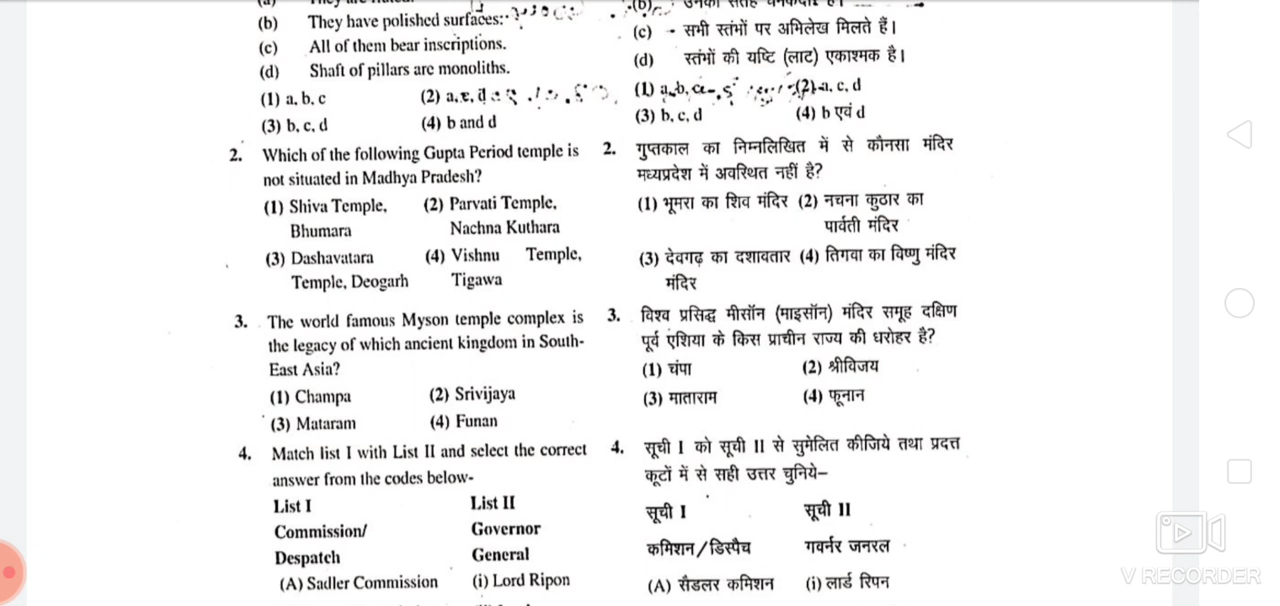 (b) They have polished surfaces:
(c) All of them bear inscriptions.
(d) Shaft of pillars are monoliths.
(1) a, b, c (2) a, c, d
(3) b, c, d (4) b and d
2. Which of the following Gupta Period temple is
not situated in Madhya Pradesh?
(1) Shiva Temple, (2) Parvati Temple,
Bhumara Nachna Kuthara
(3) Dashavatara (4) Vishnu Temple,
Temple, Deogarh Tigawa
3. The world famous Myson temple complex is
the legacy of which ancient kingdom in South-
East Asia?
(1) Champa (2) Srivijaya
(3) Mataram (4) Funan
4. Match list I with List II and select the correct
answer from the codes below-
List I List II
Commission/ Governor
Despatch General
(A) Sadler Commission (i) Lord Ripon
(b)
(c) - सभी स्तंभों पर अभिलेख मिलते हैं।
(d) स्तंभों की यष्टि (लाट) एकाश्मक है।
(1) a, b, c (2) a, c, d
(3) b, c, d (4) b एवं d
2. गुप्तकाल का निम्नलिखित में से कौनसा मंदिर
मध्यप्रदेश में अवस्थित नहीं है?
(1) भूमरा का शिव मंदिर (2) नचना कुठार का
पार्वती मंदिर
(3) देवगढ़ का दशावतार (4) तिगवा का विष्णु मंदिर
मंदिर
3. विश्व प्रसिद्ध मीसॉन (माइसॉन) मंदिर समूह दक्षिण
पूर्व एशिया के किस प्राचीन राज्य की धरोहर है?
(1) चंपा (2) श्रीविजय
(3) माताराम (4) फूनान
4. सूची I को सूची II से सुमेलित कीजिये तथा प्रदत्त
कूटों में से सही उत्तर चुनिये–
सूची I सूची II
कमिशन/डिस्पैच गवर्नर जनरल
(A) सैडलर कमिशन (i) लार्ड रिपन
V RECORDER